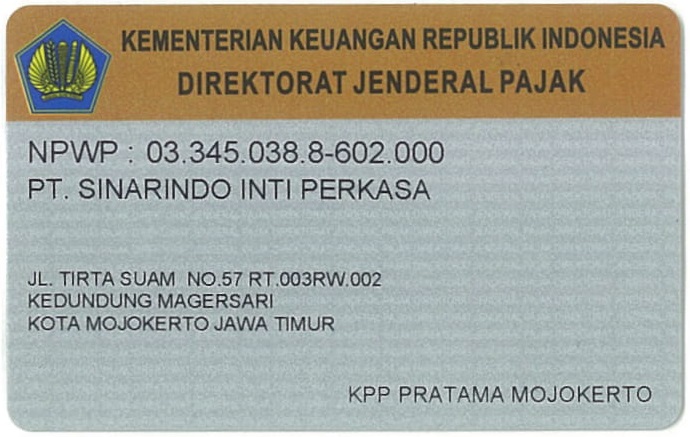 KEMENTERIAN KEUANGAN REPUBLIK INDONESIA
DIREKTORAT JENDERAL PAJAK
NPWP : 03.345.038.8-602.000
PT. SINARINDO INTI PERKASA
JL. TIRTA SUAM NO.57 RT.003RW.002
KEDUNDUNG MAGERSARI
KOTA MOJOKERTO JAWA TIMUR
KPP PRATAMA MOJOKERTO